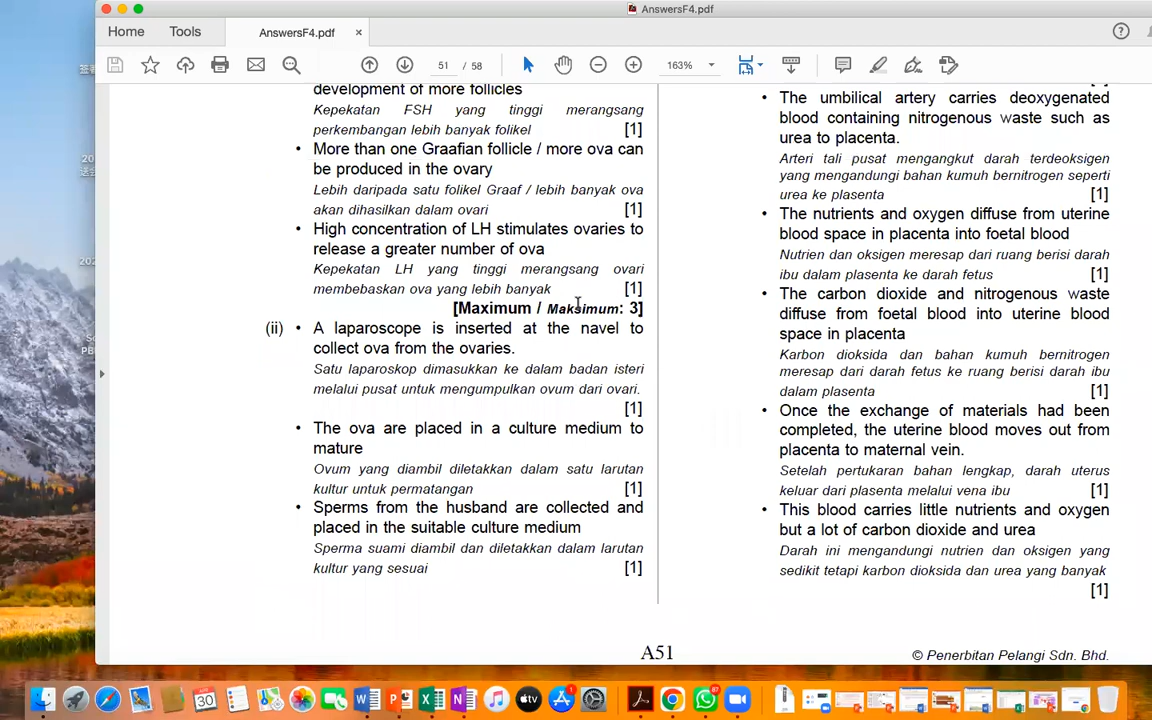 AnswersF4.pdf
Home
Tools
AnswersF4.pdf
×
51 / 58
163%
development of more follicles
Kepekatan FSH yang tinggi merangsang
perkembangan lebih banyak folikel [1]
• More than one Graafian follicle / more ova can
be produced in the ovary
Lebih daripada satu folikel Graaf / lebih banyak ova
akan dihasilkan dalam ovari [1]
• High concentration of LH stimulates ovaries to
release a greater number of ova
Kepekatan LH yang tinggi merangsang ovari
membebaskan ova yang lebih banyak [1]
[Maximum / Maksimum: 3]
(ii) • A laparoscope is inserted at the navel to
collect ova from the ovaries.
Satu laparoskop dimasukkan ke dalam badan isteri
melalui pusat untuk mengumpulkan ovum dari ovari.
[1]
• The ova are placed in a culture medium to
mature
Ovum yang diambil diletakkan dalam satu larutan
kultur untuk permatangan [1]
• Sperms from the husband are collected and
placed in the suitable culture medium
Sperma suami diambil dan diletakkan dalam larutan
kultur yang sesuai [1]
• The umbilical artery carries deoxygenated
blood containing nitrogenous waste such as
urea to placenta.
Arteri tali pusat mengangkut darah terdeoksigen
yang mengandungi bahan kumuh bernitrogen seperti
urea ke plasenta [1]
• The nutrients and oxygen diffuse from uterine
blood space in placenta into foetal blood
Nutrien dan oksigen meresap dari ruang berisi darah
ibu dalam plasenta ke darah fetus [1]
• The carbon dioxide and nitrogenous waste
diffuse from foetal blood into uterine blood
space in placenta
Karbon dioksida dan bahan kumuh bernitrogen
meresap dari darah fetus ke ruang berisi darah ibu
dalam plasenta [1]
• Once the exchange of materials had been
completed, the uterine blood moves out from
placenta to maternal vein.
Setelah pertukaran bahan lengkap, darah uterus
keluar dari plasenta melalui vena ibu [1]
• This blood carries little nutrients and oxygen
but a lot of carbon dioxide and urea
Darah ini mengandungi nutrien dan oksigen yang
sedikit tetapi karbon dioksida dan urea yang banyak
[1]
A51
© Penerbitan Pelangi Sdn. Bhd.